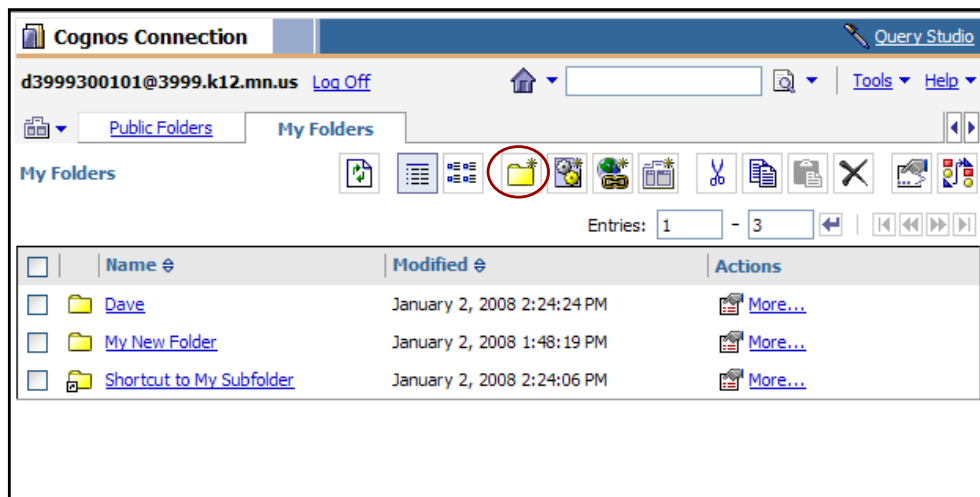 Cognos Connection Query Studio
d3999300101@3999.k12.mn.us Log Off Tools Help
Public Folders My Folders
My Folders
Entries: 1 - 3
Name Modified Actions
Dave January 2, 2008 2:24:24 PM More...
My New Folder January 2, 2008 1:48:19 PM More...
Shortcut to My Subfolder January 2, 2008 2:24:06 PM More...